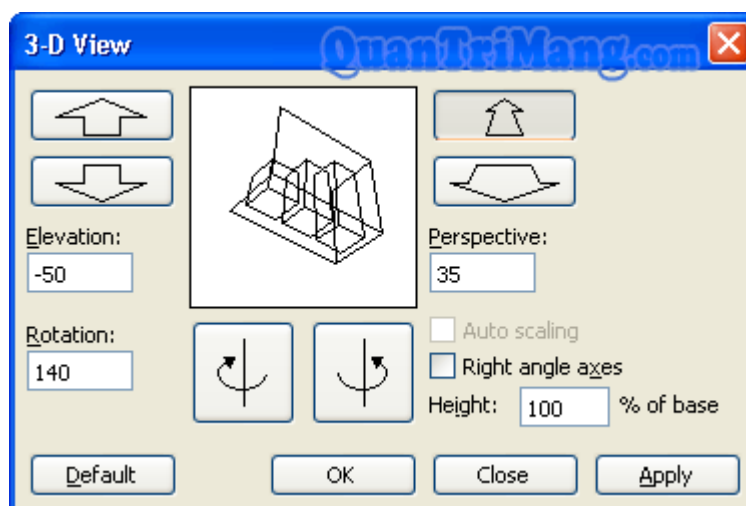 3-D View
QuanTriMang.com
Elevation:
-50
Perspective:
35
Rotation:
140
Auto scaling
Right angle axes
Height: 100 % of base
Default OK Close Apply